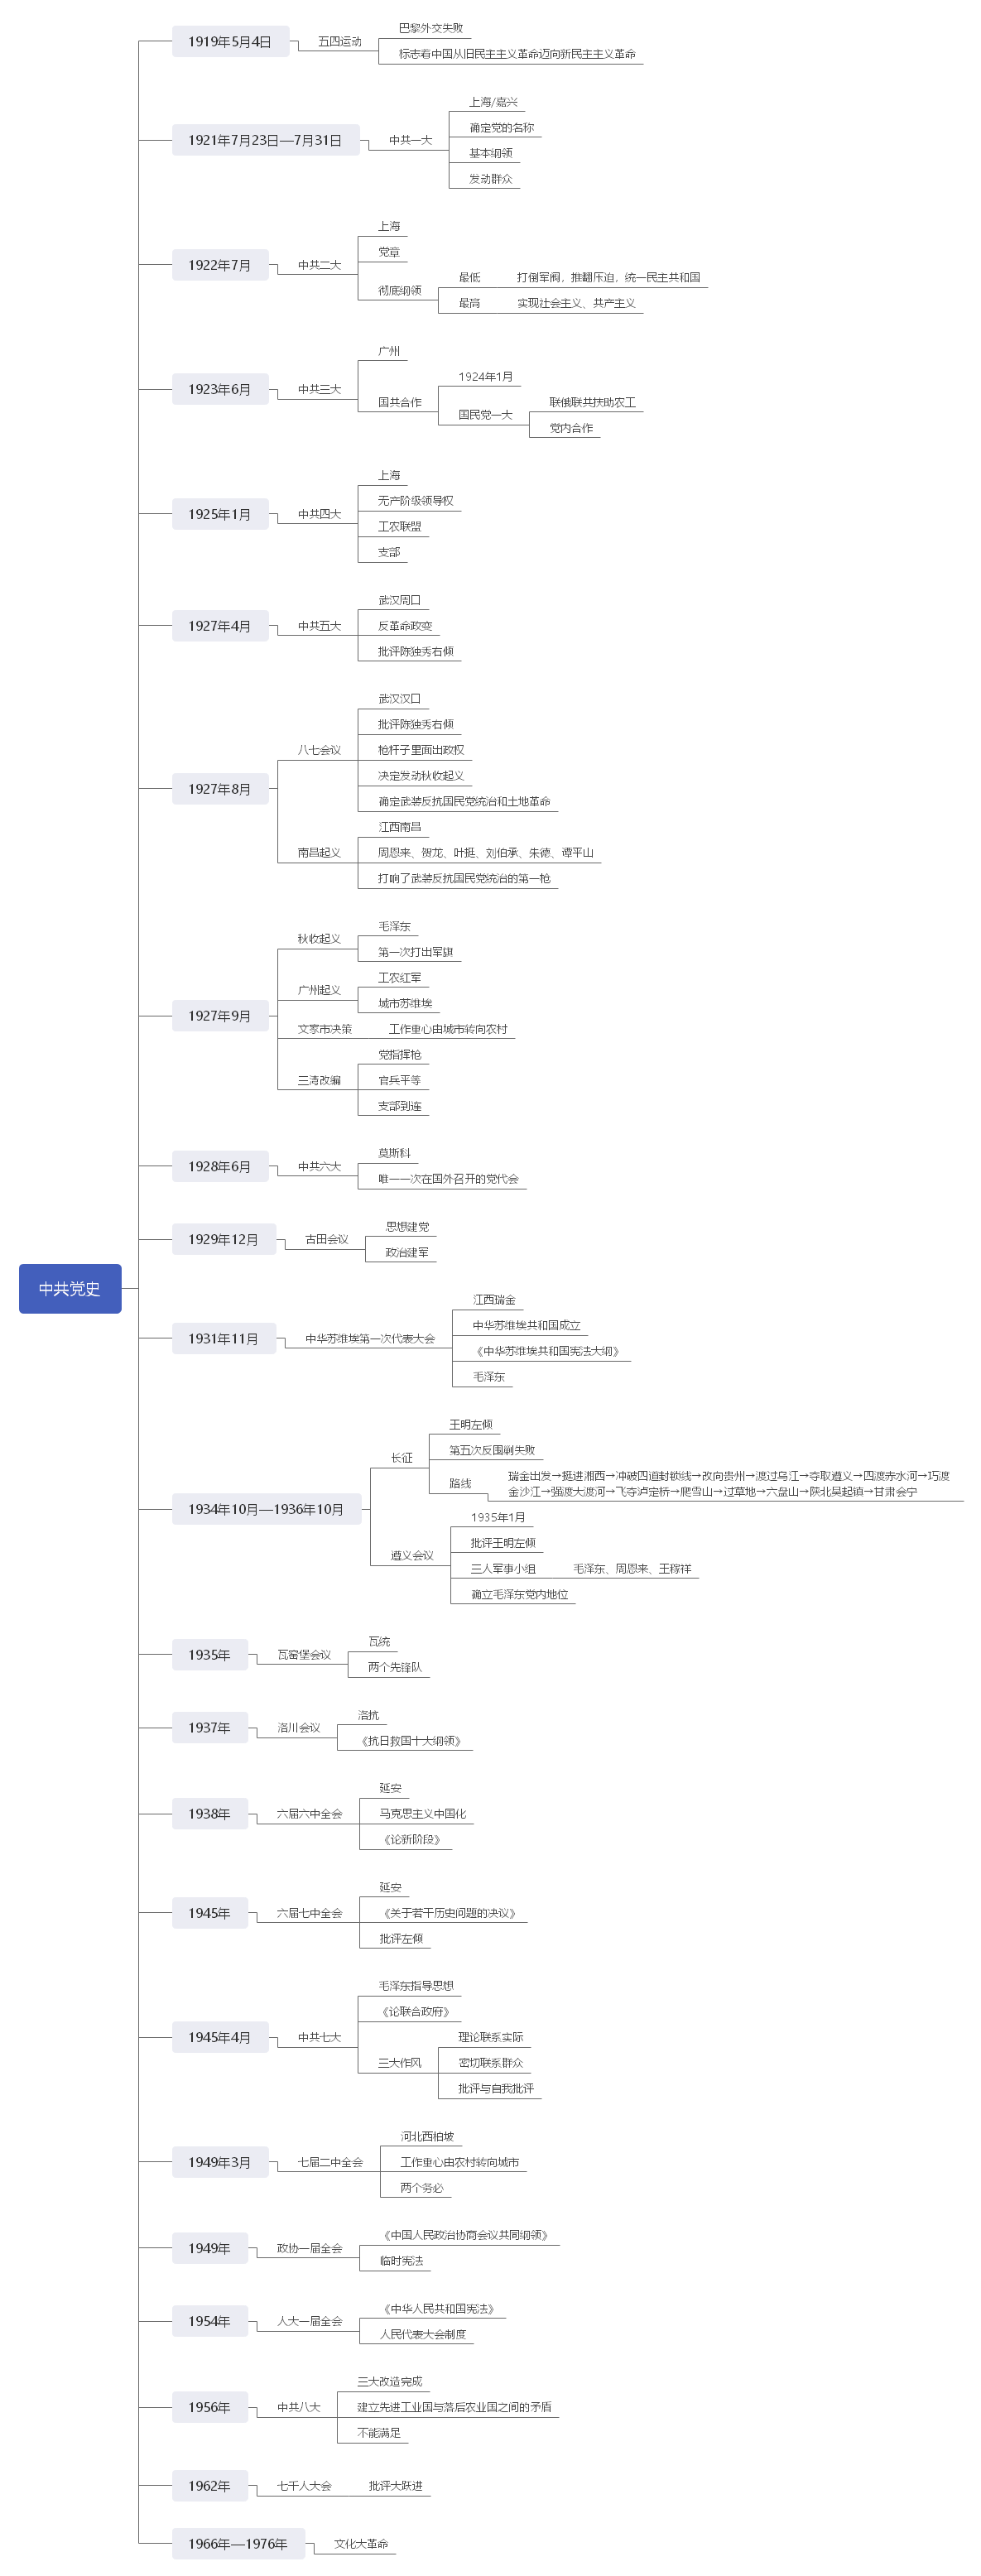 中共党史
1919年5月4日
五四运动
巴黎外交失败
标志着中国从旧民主主义革命迈向新民主主义革命
1921年7月23日—7月31日
中共一大
上海/嘉兴
确定党的名称
基本纲领
发动群众
1922年7月
中共二大
上海
党章
彻底纲领
最低
打倒军阀，推翻压迫，统一民主共和国
最高
实现社会主义、共产主义
1923年6月
中共三大
广州
国共合作
1924年1月
国民党一大
联俄联共扶助农工
党内合作
1925年1月
中共四大
上海
无产阶级领导权
工农联盟
支部
1927年4月
中共五大
武汉周口
反革命政变
批评陈独秀右倾
1927年8月
八七会议
武汉汉口
批评陈独秀右倾
枪杆子里面出政权
决定发动秋收起义
确定武装反抗国民党统治和土地革命
南昌起义
江西南昌
周恩来、贺龙、叶挺、刘伯承、朱德、谭平山
打响了武装反抗国民党统治的第一枪
1927年9月
秋收起义
毛泽东
第一次打出军旗
广州起义
工农红军
城市苏维埃
文家市决策
工作重心由城市转向农村
三湾改编
党指挥枪
官兵平等
支部到连
1928年6月
中共六大
莫斯科
唯一一次在国外召开的党代会
1929年12月
古田会议
思想建党
政治建军
1931年11月
中华苏维埃第一次代表大会
江西瑞金
中华苏维埃共和国成立
《中华苏维埃共和国宪法大纲》
毛泽东
1934年10月—1936年10月
长征
王明左倾
第五次反围剿失败
路线
瑞金出发→挺进湘西→冲破四道封锁线→改向贵州→渡过乌江→夺取遵义→四渡赤水河→巧渡
金沙江→强渡大渡河→飞夺泸定桥→爬雪山→过草地→六盘山→陕北吴起镇→甘肃会宁
遵义会议
1935年1月
批评王明左倾
三人军事小组
毛泽东、周恩来、王稼祥
确立毛泽东党内地位
1935年
瓦窑堡会议
瓦统
两个先锋队
1937年
洛川会议
洛抗
《抗日救国十大纲领》
1938年
六届六中全会
延安
马克思主义中国化
《论新阶段》
1945年
六届七中全会
延安
《关于若干历史问题的决议》
批评左倾
1945年4月
中共七大
毛泽东指导思想
《论联合政府》
三大作风
理论联系实际
密切联系群众
批评与自我批评
1949年3月
七届二中全会
河北西柏坡
工作重心由农村转向城市
两个务必
1949年
政协一届全会
《中国人民政治协商会议共同纲领》
临时宪法
1954年
人大一届全会
《中华人民共和国宪法》
人民代表大会制度
1956年
中共八大
三大改造完成
建立先进工业国与落后农业国之间的矛盾
不能满足
1962年
七千人大会
批评大跃进
1966年—1976年
文化大革命